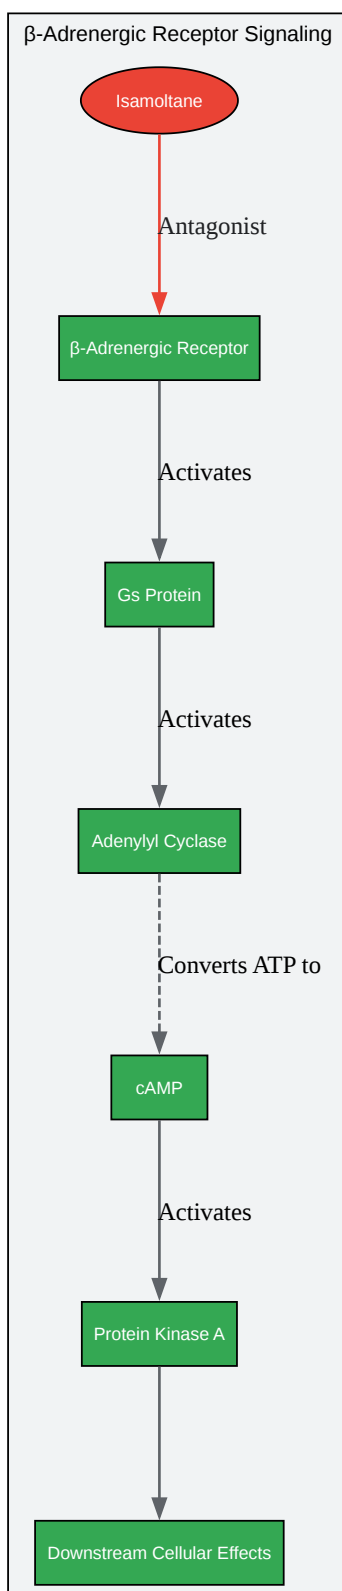 β-Adrenergic Receptor Signaling
Isamoltane
Antagonist
β-Adrenergic Receptor
Activates
Gs Protein
Activates
Adenylyl Cyclase
Converts ATP to
cAMP
Activates
Protein Kinase A
Downstream Cellular Effects